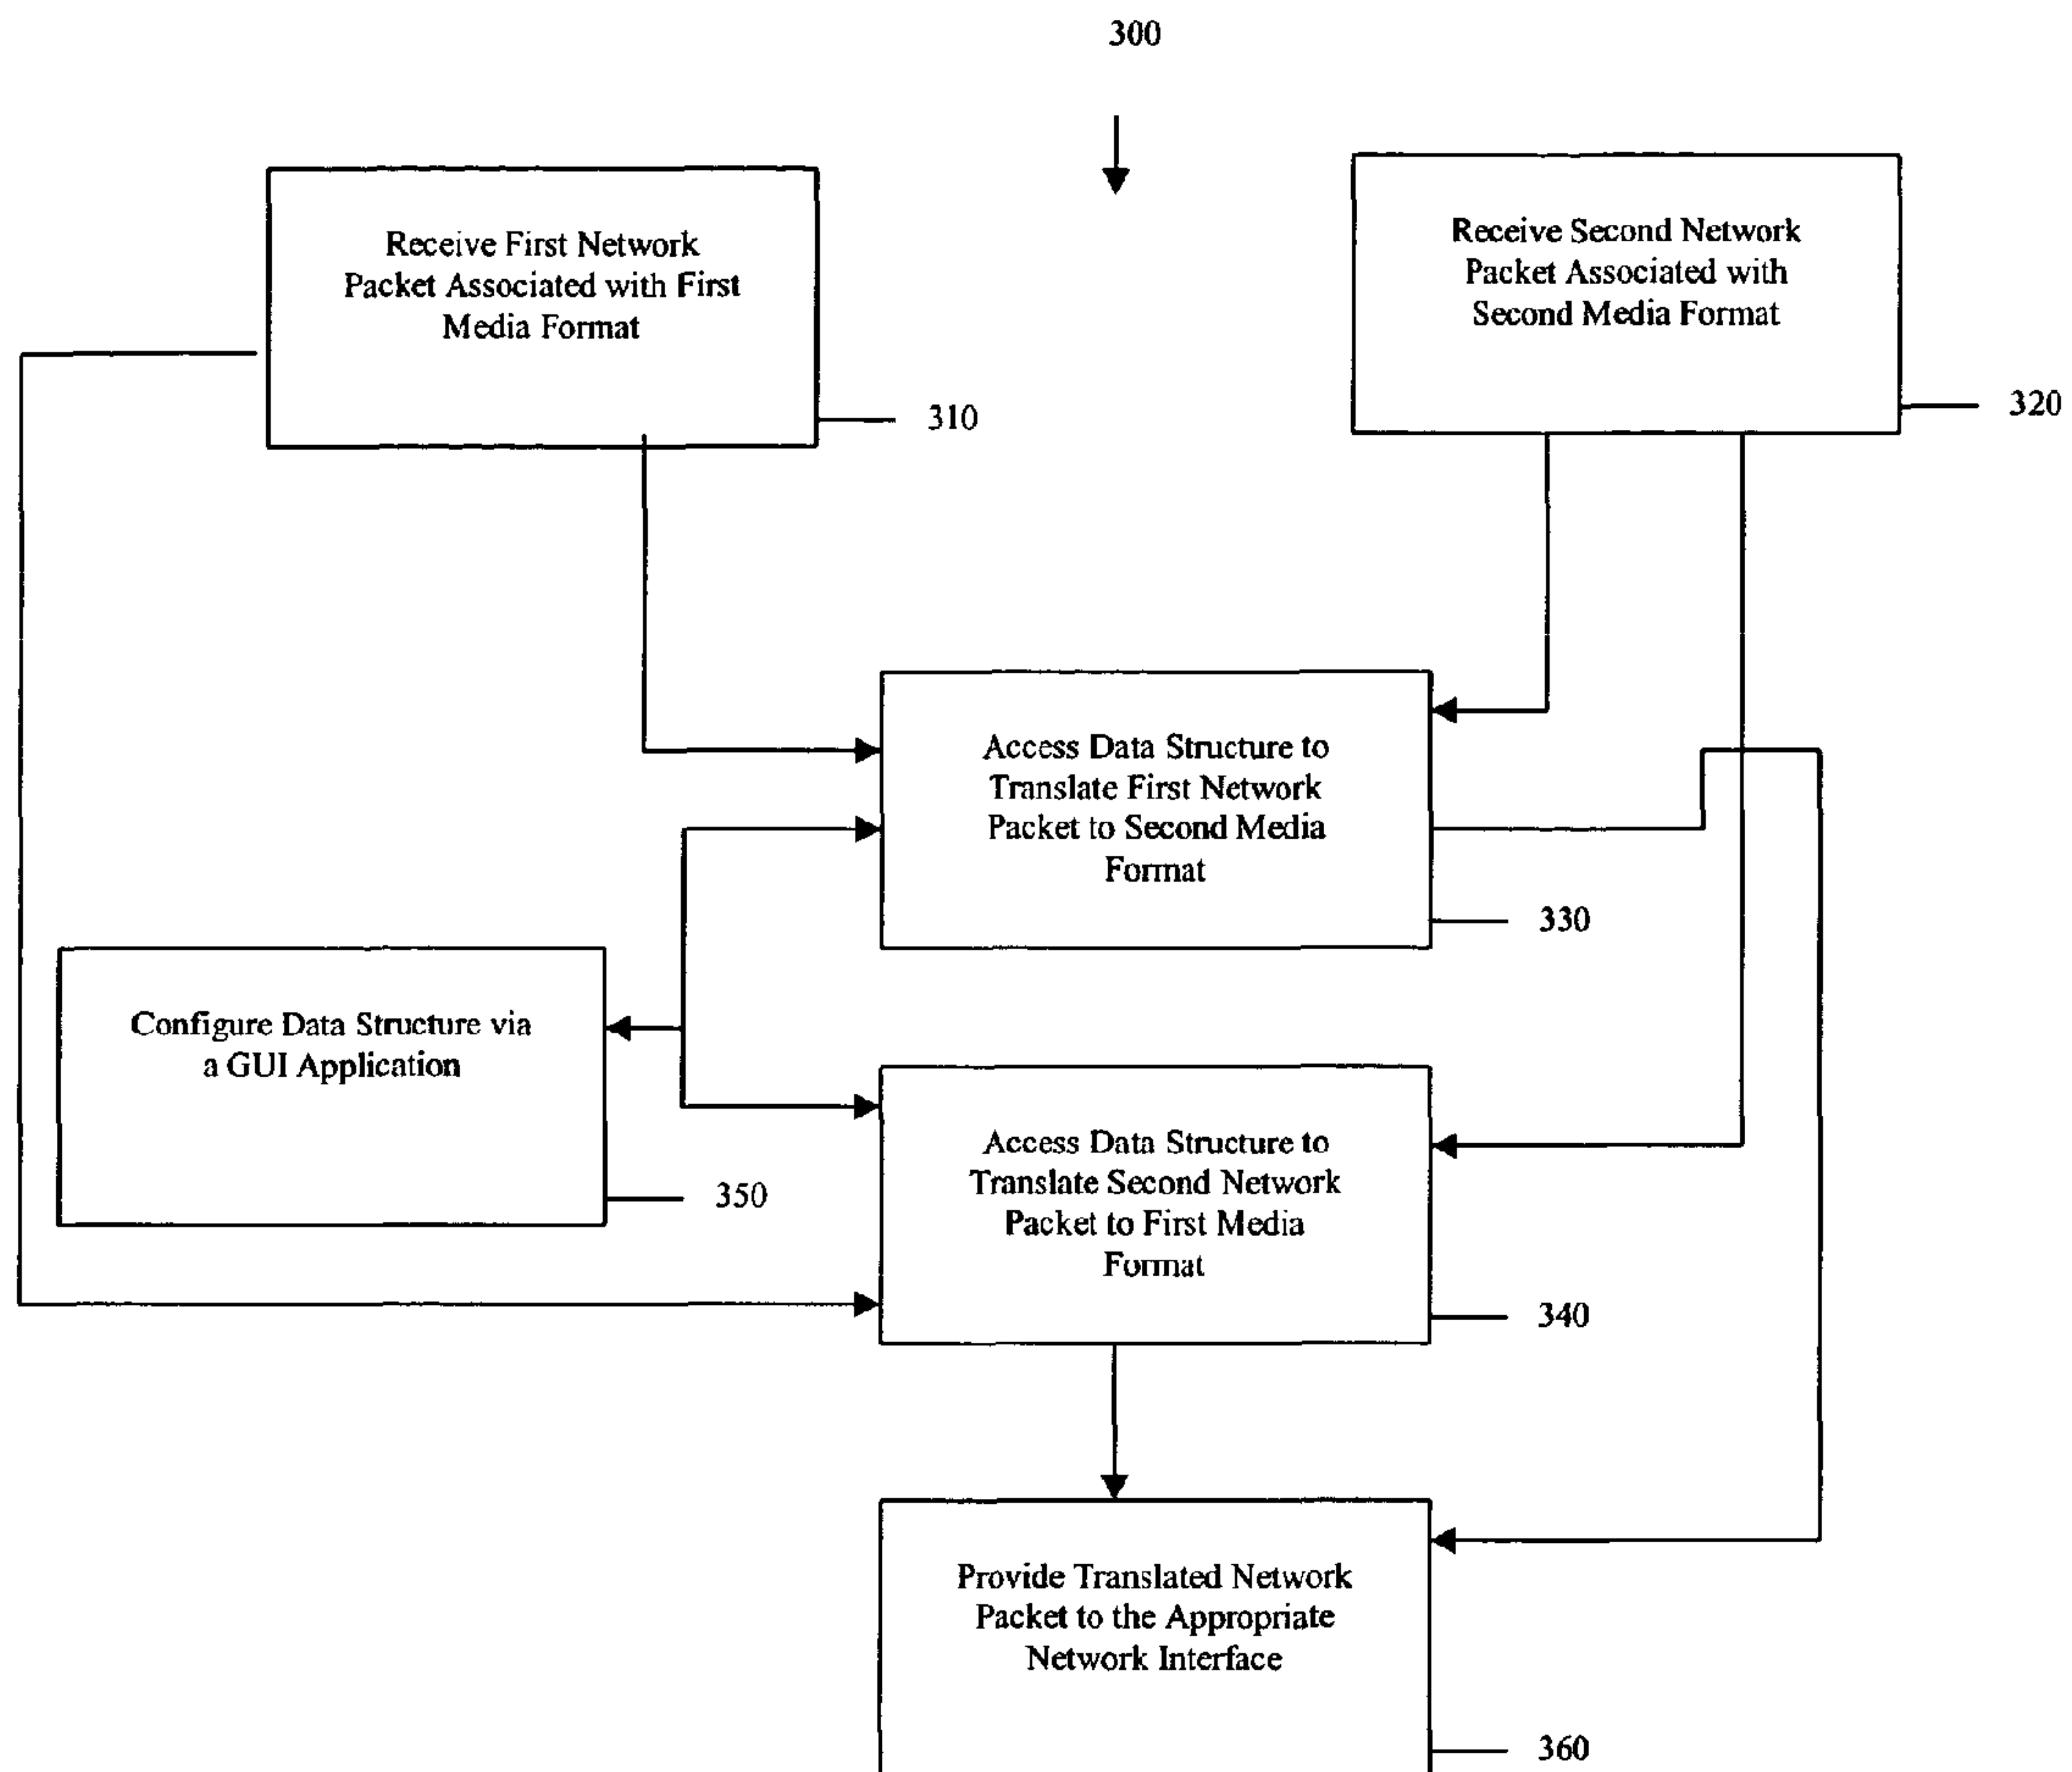 300
Receive First Network
Packet Associated with First
Media Format
310
Receive Second Network
Packet Associated with
Second Media Format
320
Access Data Structure to
Translate First Network
Packet to Second Media
Format
330
Configure Data Structure via
a GUI Application
350
Access Data Structure to
Translate Second Network
Packet to First Media
Format
340
Provide Translated Network
Packet to the Appropriate
Network Interface
360